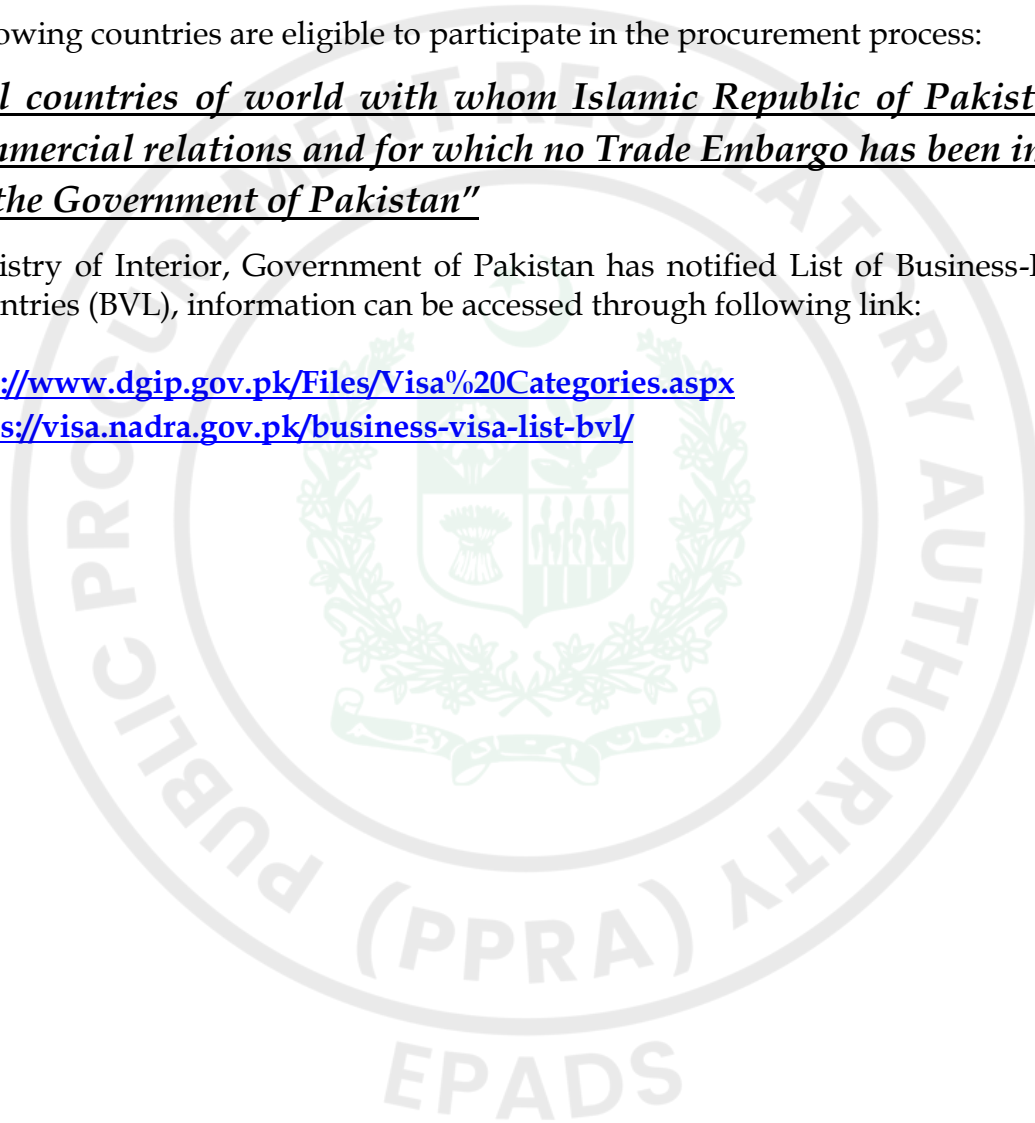 owing countries are eligible to participate in the procurement process:
l countries of world with whom Islamic Republic of Pakist
nmercial relations and for which no Trade Embargo has been i
the Government of Pakistan"
istry of Interior, Government of Pakistan has notified List of Business-
ntries (BVL), information can be accessed through following link:
://www.dgip.gov.pk/Files/Visa%20Categories.aspx
s://visa.nadra.gov.pk/business-visa-list-bvl/
PUBLIC PROCUREMENT REGULATORY AUTHORITY
(PPRA)
EPADS